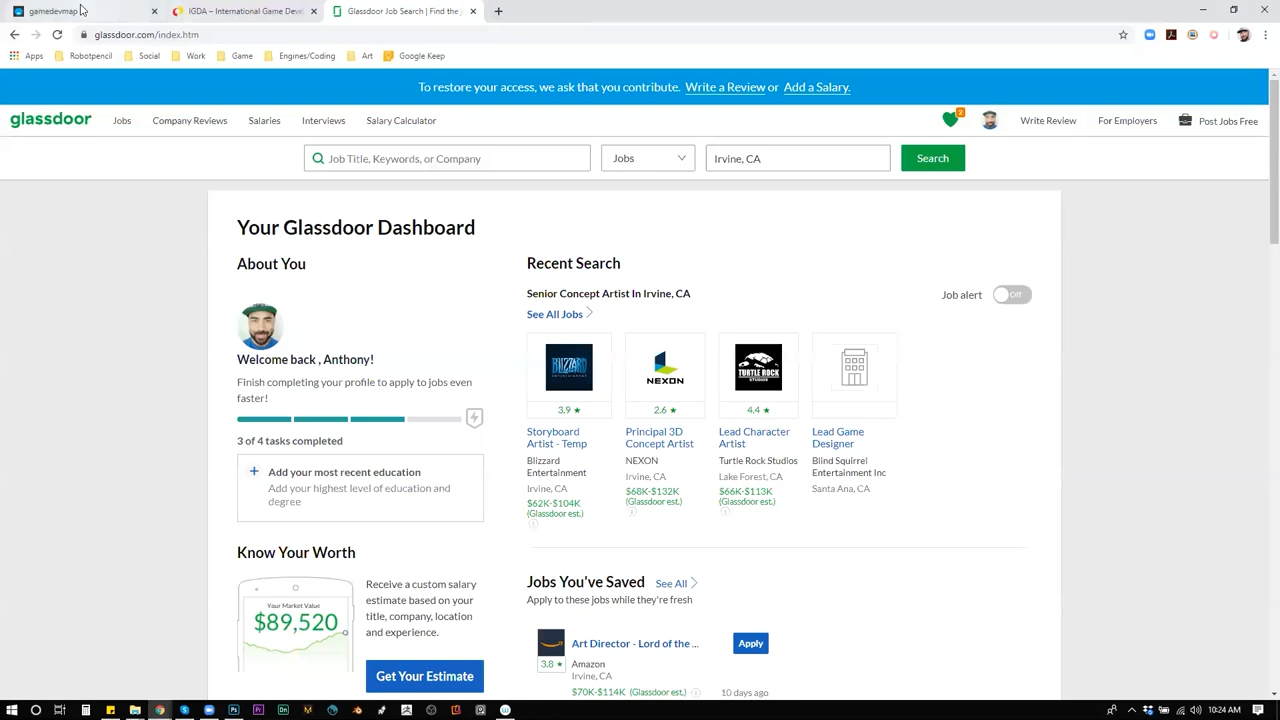 gamedevmap
IGDA – International Game Deve
Glassdoor Job Search | Find the
glassdoor.com/index.htm
Apps
Robotpencil
Social
Work
Game
Engines/Coding
Art
Google Keep
To restore your access, we ask that you contribute. Write a Review or Add a Salary.
glassdoor
Jobs
Company Reviews
Salaries
Interviews
Salary Calculator
2
Write Review
For Employers
Post Jobs Free
Job Title, Keywords, or Company
Jobs
Irvine, CA
Search
Your Glassdoor Dashboard
About You
Welcome back , Anthony!
Finish completing your profile to apply to jobs even
faster!
3 of 4 tasks completed
+ Add your most recent education
Add your highest level of education and
degree
Know Your Worth
Your Market Value
$89,520
Receive a custom salary
estimate based on your
title, company, location
and experience.
Get Your Estimate
Recent Search
Senior Concept Artist In Irvine, CA
Job alert
Off
See All Jobs
BLIZZARD
ENTERTAINMENT
3.9 ★
Storyboard
Artist - Temp
Blizzard
Entertainment
Irvine, CA
$62K-$104K
(Glassdoor est.)
NEXON
2.6 ★
Principal 3D
Concept Artist
NEXON
Irvine, CA
$68K-$132K
(Glassdoor est.)
TURTLE ROCK
STUDIOS
4.4 ★
Lead Character
Artist
Turtle Rock Studios
Lake Forest, CA
$66K-$113K
(Glassdoor est.)
Lead Game
Designer
Blind Squirrel
Entertainment Inc
Santa Ana, CA
Jobs You've Saved
See All
Apply to these jobs while they're fresh
3.8 ★
Art Director - Lord of the ...
Amazon
Irvine, CA
$70K-$114K (Glassdoor est.)
Apply
10 days ago
10:24 AM